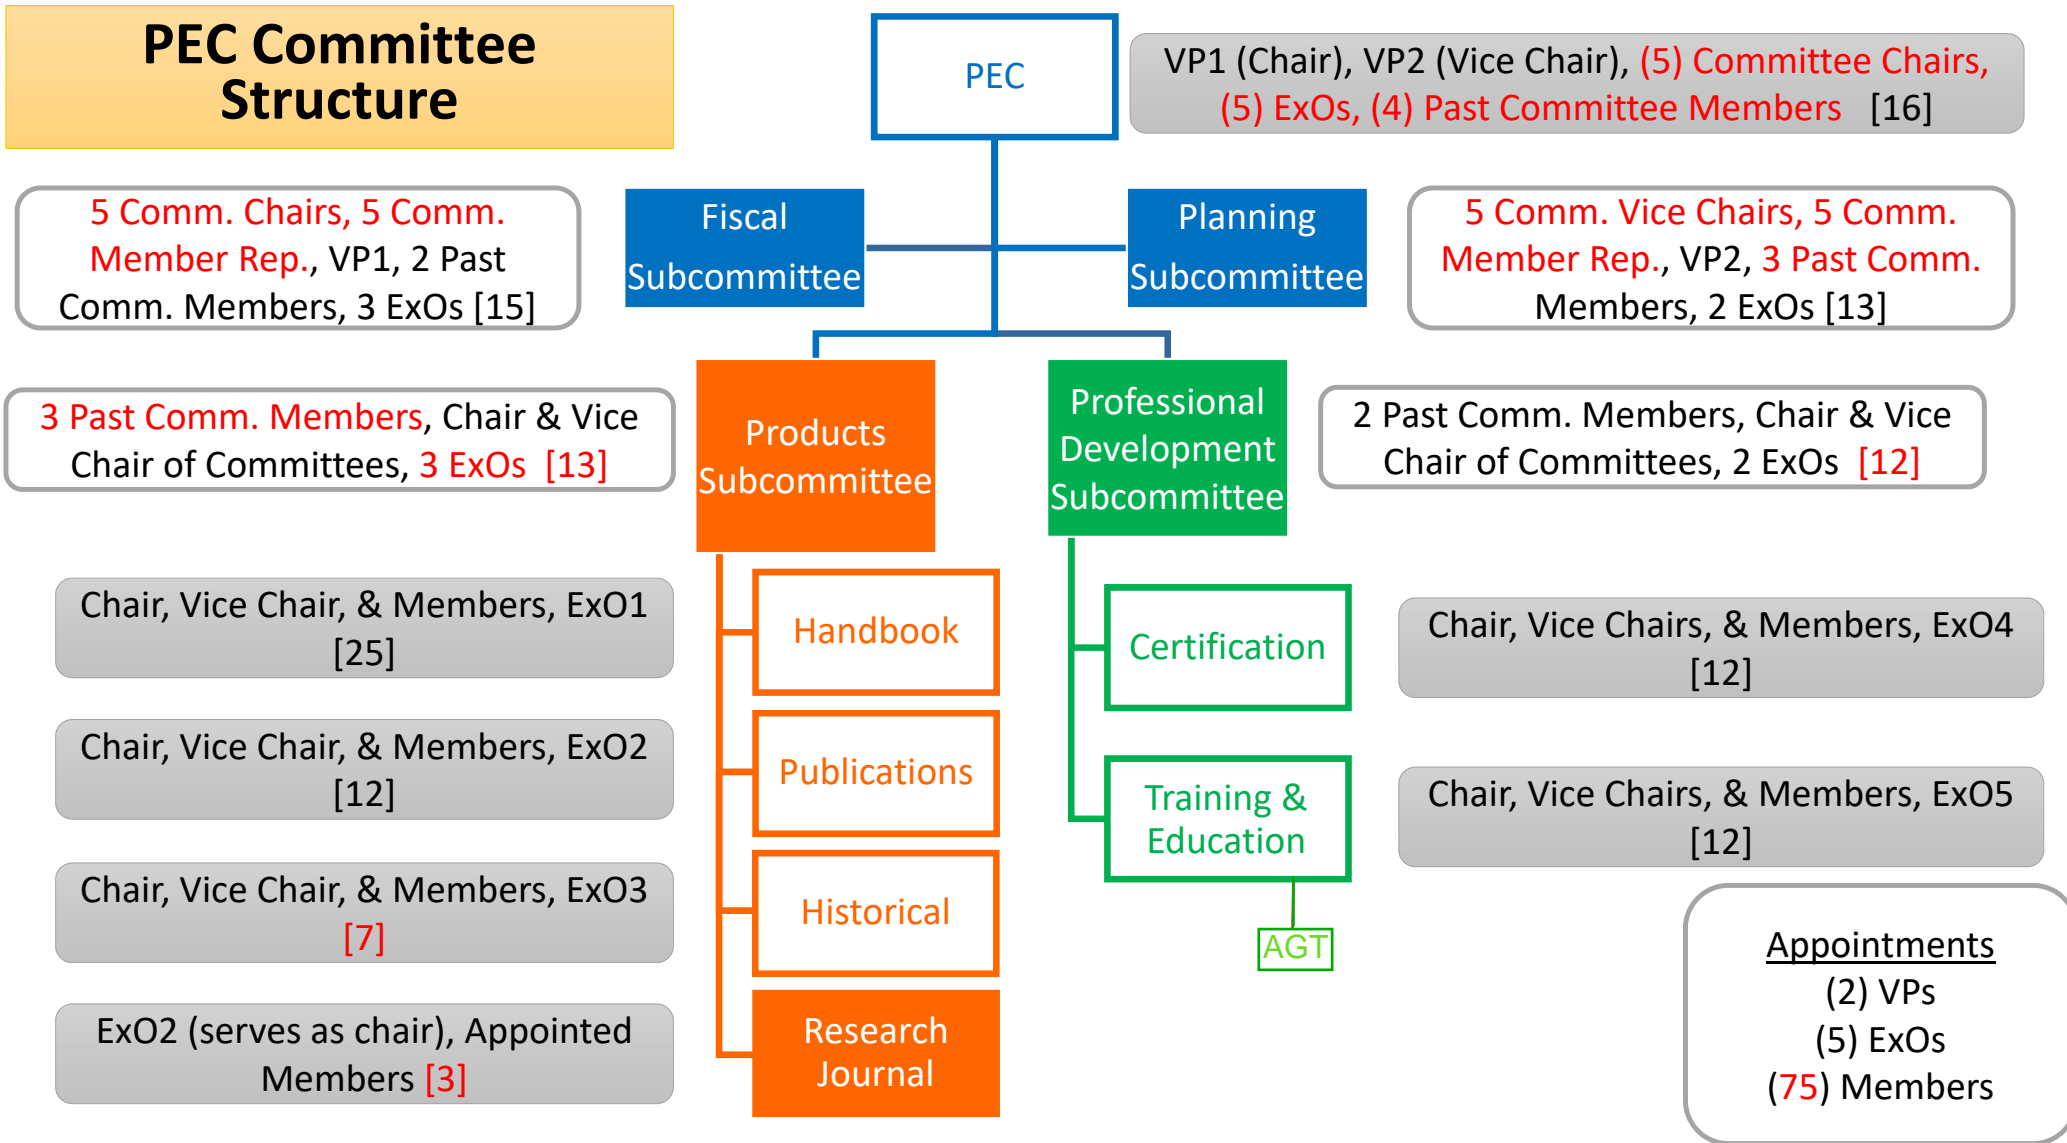 PEC Committee
Structure
PEC
VP1 (Chair), VP2 (Vice Chair), (5) Committee Chairs,
(5) ExOs, (4) Past Committee Members [16]
5 Comm. Chairs, 5 Comm.
Member Rep., VP1, 2 Past
Comm. Members, 3 ExOs [15]
Fiscal
Subcommittee
Planning
Subcommittee
5 Comm. Vice Chairs, 5 Comm.
Member Rep., VP2, 3 Past Comm.
Members, 2 ExOs [13]
3 Past Comm. Members, Chair & Vice
Chair of Committees, 3 ExOs [13]
Products
Subcommittee
Professional
Development
Subcommittee
2 Past Comm. Members, Chair & Vice
Chair of Committees, 2 ExOs [12]
Chair, Vice Chair, & Members, ExO1
[25]
Handbook
Certification
Chair, Vice Chairs, & Members, ExO4
[12]
Chair, Vice Chair, & Members, ExO2
[12]
Publications
Training &
Education
Chair, Vice Chairs, & Members, ExO5
[12]
Chair, Vice Chair, & Members, ExO3
[7]
Historical
AGT
ExO2 (serves as chair), Appointed
Members [3]
Research
Journal
Appointments
(2) VPs
(5) ExOs
(75) Members